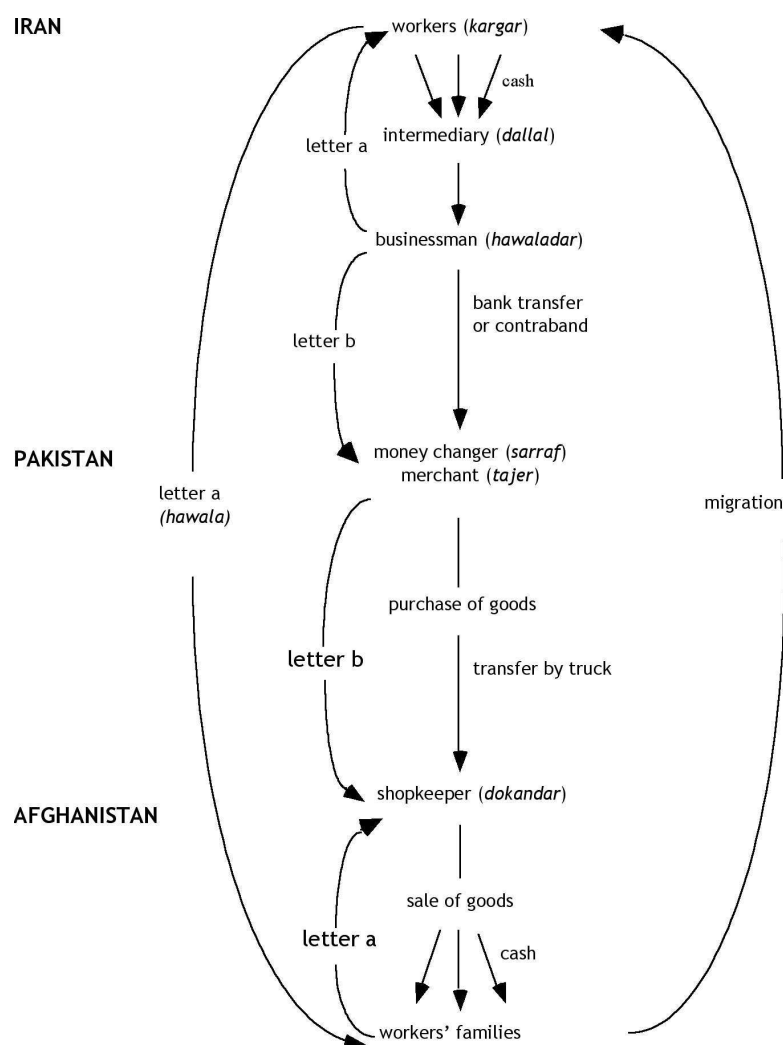 IRAN
workers (kargar)
cash
letter a
intermediary (dallal)
businessman (hawaladar)
bank transfer
or contraband
letter b
PAKISTAN
money changer (sarraf)
merchant (tajer)
letter a
(hawala)
migration
purchase of goods
letter b
transfer by truck
shopkeeper (dokandar)
AFGHANISTAN
sale of goods
letter a
cash
workers' families